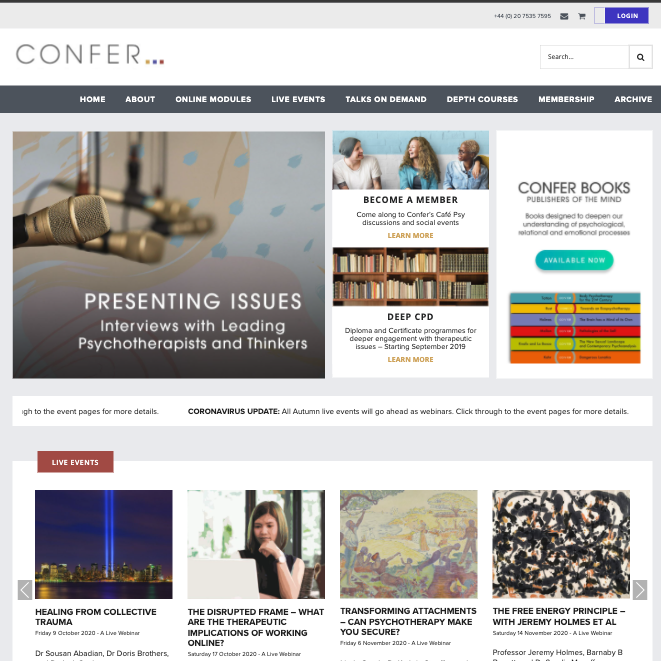 +44 (0) 20 7535 7595
LOGIN
CONFER...
Search...
HOME ABOUT ONLINE MODULES LIVE EVENTS TALKS ON DEMAND DEPTH COURSES MEMBERSHIP ARCHIVE
PRESENTING ISSUES
Interviews with Leading
Psychotherapists and Thinkers
BECOME A MEMBER
Come along to Confer's Café Psy
discussions and social events
LEARN MORE
DEEP CPD
Diploma and Certificate programmes for
deeper engagement with therapeutic
issues – Starting September 2019
LEARN MORE
CONFER BOOKS
PUBLISHERS OF THE MIND
Books designed to deepen our
understanding of psychological,
relational and emotional processes
AVAILABLE NOW
ugh to the event pages for more details. CORONAVIRUS UPDATE: All Autumn live events will go ahead as webinars. Click through to the event pages for more details.
LIVE EVENTS
HEALING FROM COLLECTIVE
TRAUMA
Friday 9 October 2020 - A Live Webinar
Dr Sousan Abadian, Dr Doris Brothers,
THE DISRUPTED FRAME – WHAT
ARE THE THERAPEUTIC
IMPLICATIONS OF WORKING
ONLINE?
Saturday 17 October 2020 - A Live Webinar
TRANSFORMING ATTACHMENTS
– CAN PSYCHOTHERAPY MAKE
YOU SECURE?
Friday 6 November 2020 - A Live Webinar
THE FREE ENERGY PRINCIPLE –
WITH JEREMY HOLMES ET AL
Saturday 14 November 2020 - A Live Webinar
Professor Jeremy Holmes, Barnaby B